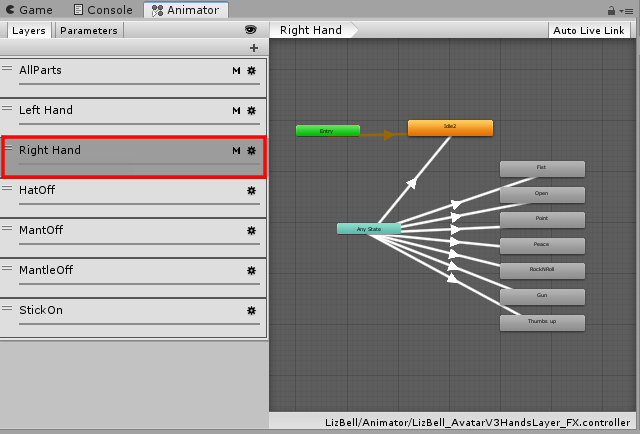 Game Console Animator
Layers Parameters
Right Hand
Auto Live Link
AllParts M
Left Hand M
Right Hand M
HatOff
MantOff
MantleOff
StickOn
Entry
Idle2
Any State
Fist
Open
Point
Peace
RockNRoll
Gun
Thumbs up
LizBell/Animator/LizBell_AvatarV3HandsLayer_FX.controller